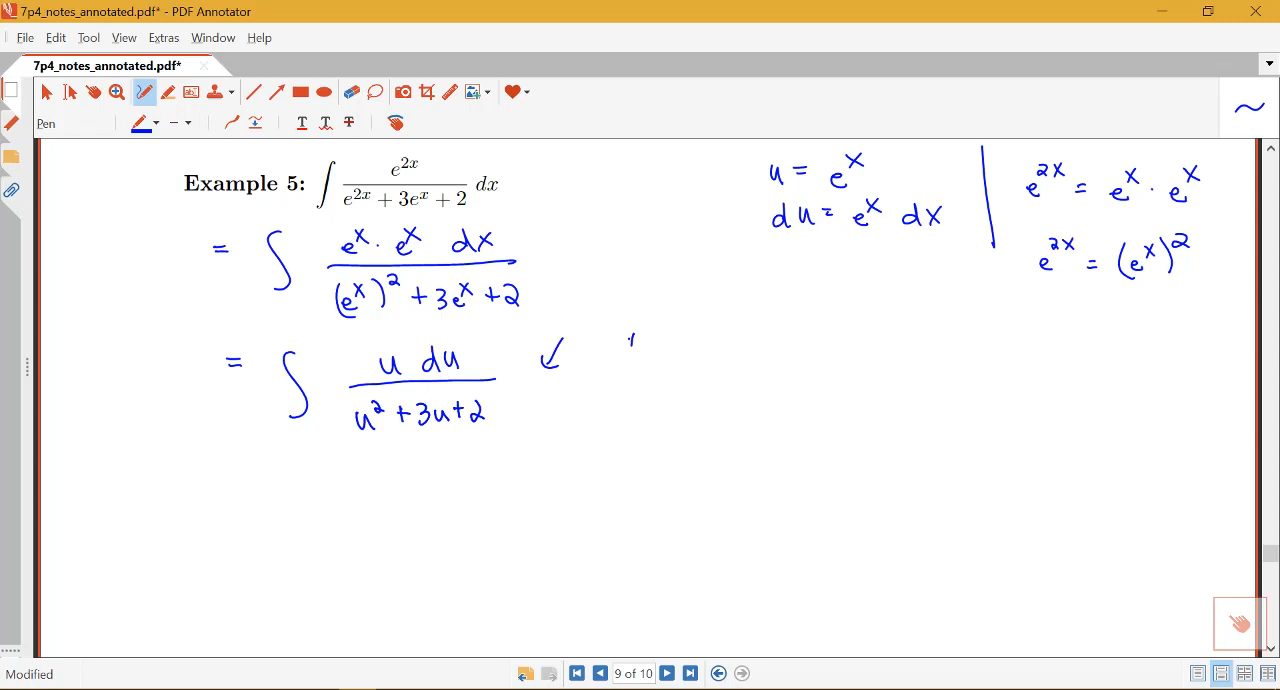 7p4_notes_annotated.pdf* - PDF Annotator
File Edit Tool View Extras Window Help
7p4_notes_annotated.pdf*
Pen
Example 5: ∫ e^{2x} / (e^{2x} + 3e^x + 2) dx
= ∫ e^x · e^x dx / ((e^x)^2 + 3e^x + 2)
= ∫ u du / (u^2 + 3u + 2) ✓
u = e^x
du = e^x dx
e^{2x} = e^x · e^x
e^{2x} = (e^x)^2
Modified
9 of 10